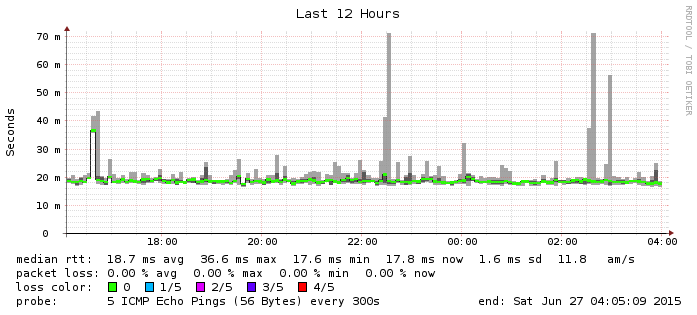 Last 12 Hours
RRDTOOL / TOBI OETIKER
Seconds
70 m
60 m
50 m
40 m
30 m
20 m
10 m
0
18:00 20:00 22:00 00:00 02:00 04:00
median rtt: 18.7 ms avg 36.6 ms max 17.6 ms min 17.8 ms now 1.6 ms sd 11.8 am/s
packet loss: 0.00 % avg 0.00 % max 0.00 % min 0.00 % now
loss color: 0 1/5 2/5 3/5 4/5
probe: 5 ICMP Echo Pings (56 Bytes) every 300s end: Sat Jun 27 04:05:09 2015